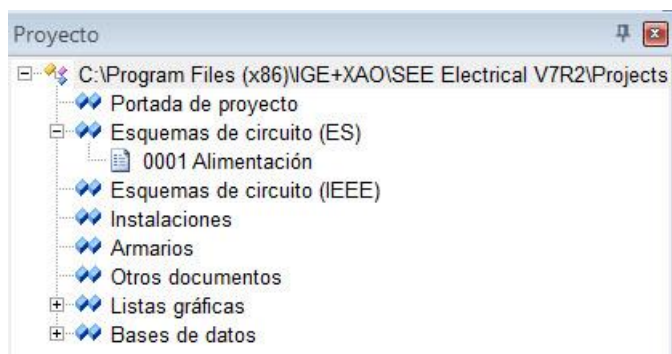 Proyecto
C:\Program Files (x86)\IGE+XAO\SEE Electrical V7R2\Projects
Portada de proyecto
Esquemas de circuito (ES)
0001 Alimentación
Esquemas de circuito (IEEE)
Instalaciones
Armarios
Otros documentos
Listas gráficas
Bases de datos